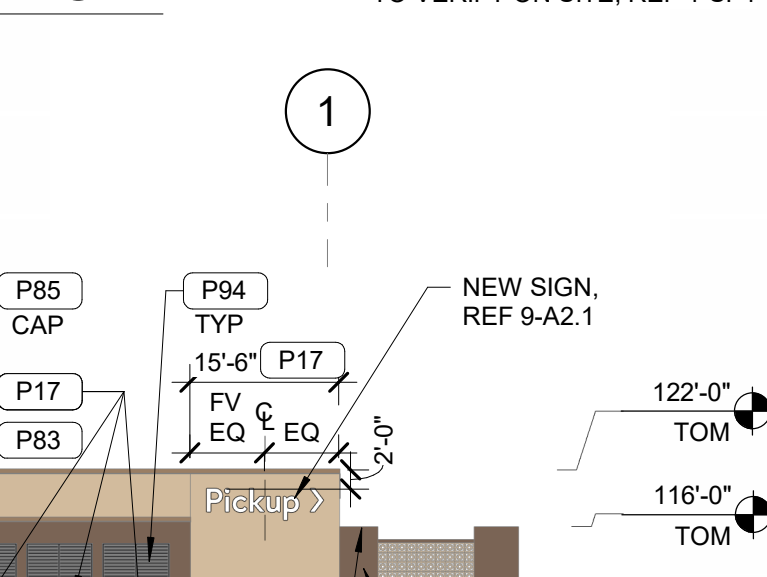 1
P85
CAP
P94
TYP
NEW SIGN,
REF 9-A2.1
15'-6"
P17
P17
P83
FV
EQ
℄
EQ
2'-0"
Pickup >
122'-0"
TOM
116'-0"
TOM